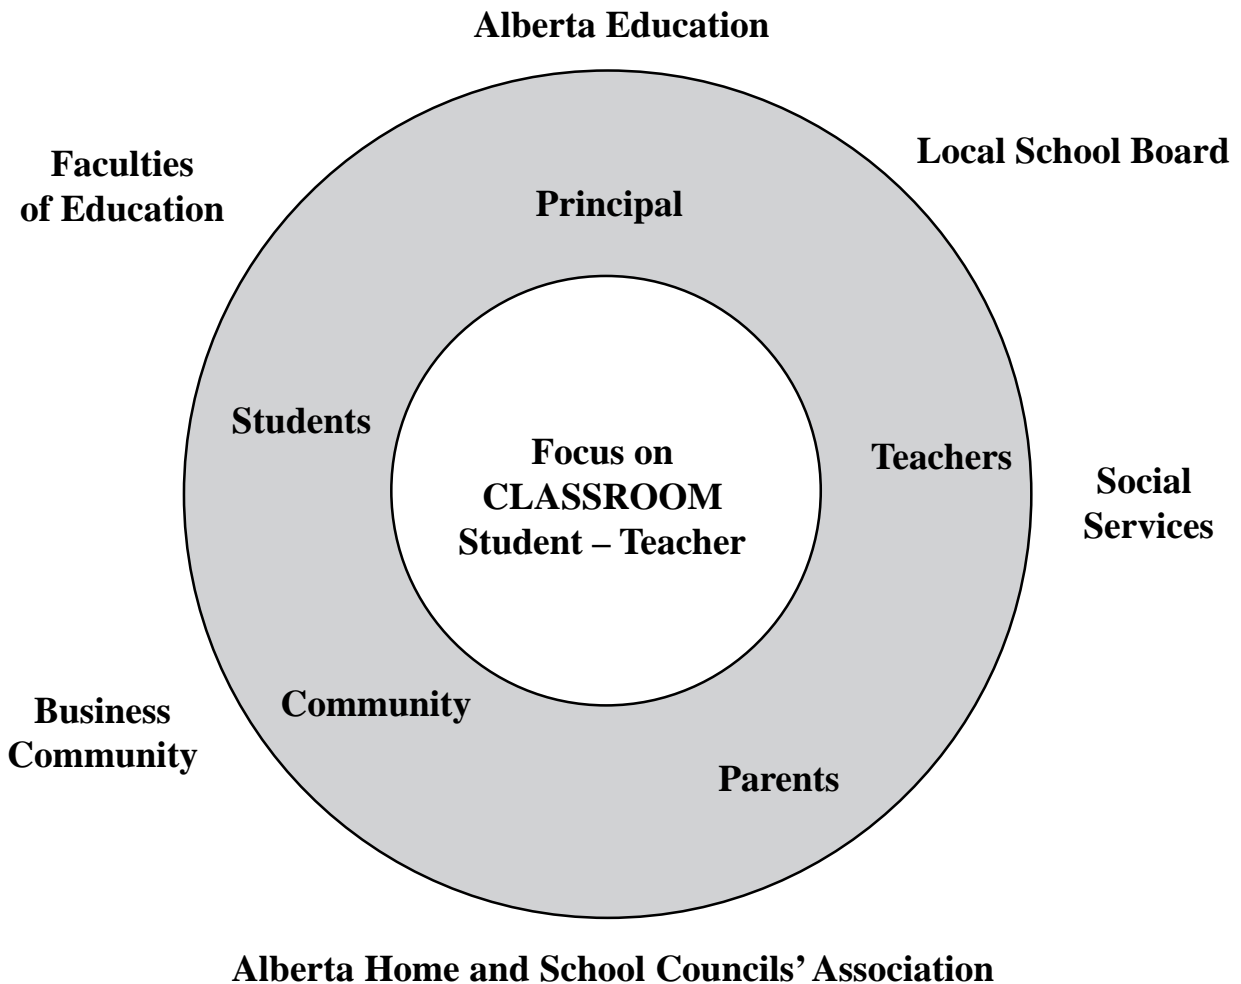 Alberta Education
Local School Board
Faculties
of Education
Principal
Students
Focus on
CLASSROOM
Student – Teacher
Teachers
Social
Services
Community
Business
Community
Parents
Alberta Home and School Councils’ Association